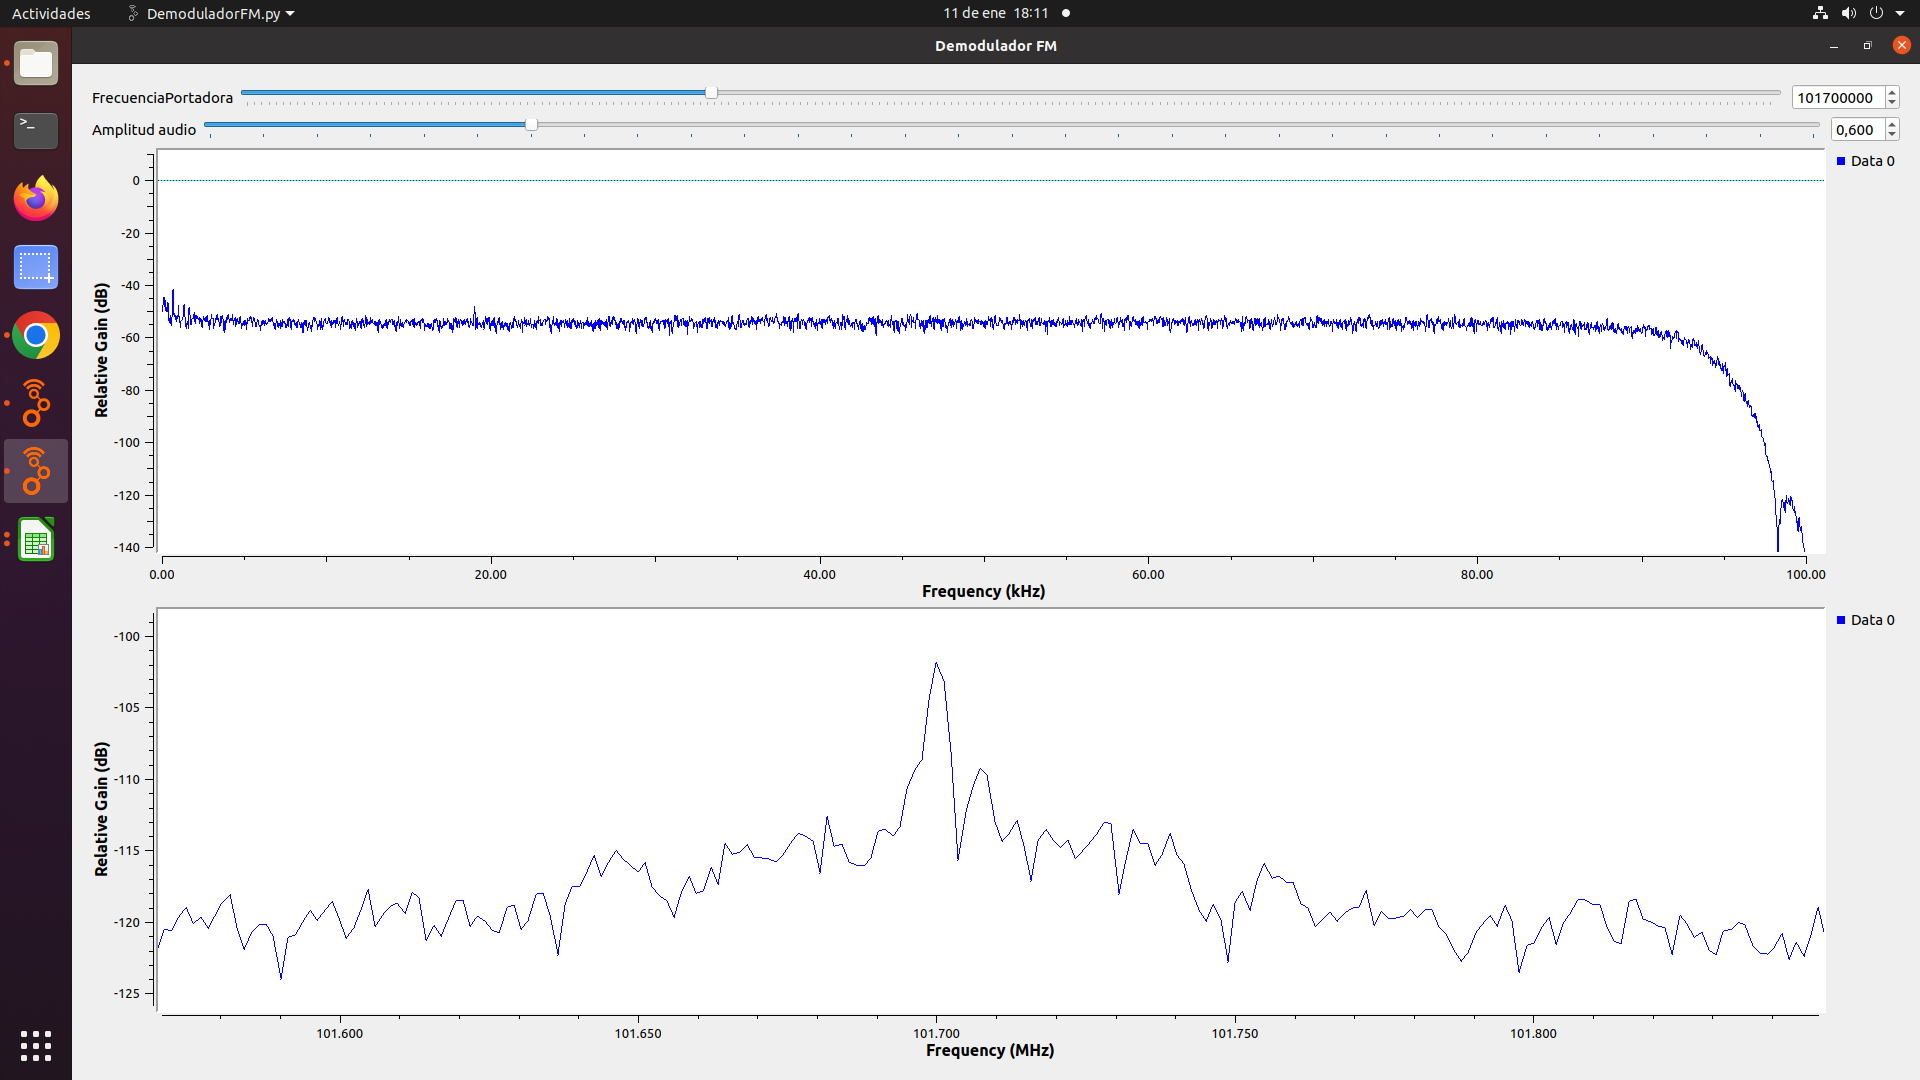 Actividades DemoduladorFM.py 11 de ene 18:11
Demodulador FM
FrecuenciaPortadora 101700000
Amplitud audio 0,600
Data 0
0
-20
-40
-60
-80
-100
-120
-140
Relative Gain (dB)
0.00 20.00 40.00 60.00 80.00 100.00
Frequency (kHz)
Data 0
-100
-105
-110
-115
-120
-125
Relative Gain (dB)
101.600 101.650 101.700 101.750 101.800
Frequency (MHz)